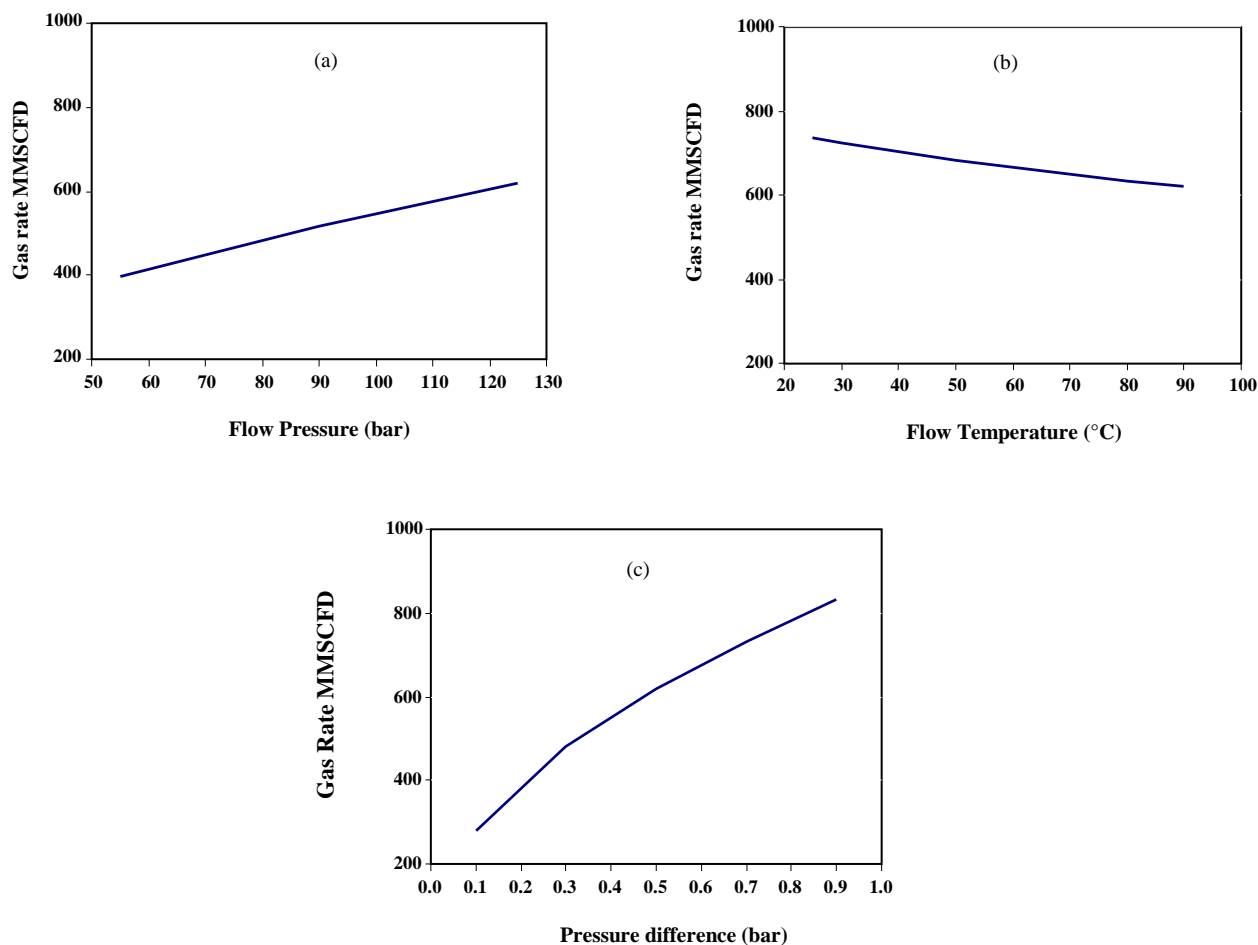 1000
800
600
400
200
Gas rate MMSCFD
(a)
50 60 70 80 90 100 110 120 130
Flow Pressure (bar)
1000
800
600
400
200
Gas rate MMSCFD
(b)
20 30 40 50 60 70 80 90 100
Flow Temperature (°C)
1000
800
600
400
200
Gas Rate MMSCFD
(c)
0.0 0.1 0.2 0.3 0.4 0.5 0.6 0.7 0.8 0.9 1.0
Pressure difference (bar)